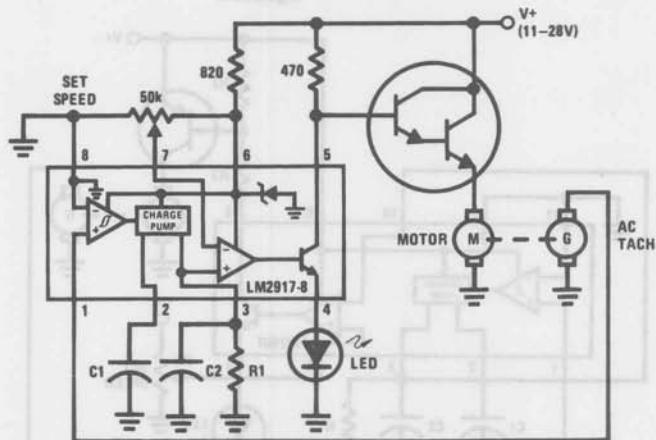 V+
(11–28V)
820
470
SET
SPEED
50k
8
7
6
5
CHARGE
PUMP
LM2917-8
MOTOR
M
G
AC
TACH
1
2
3
4
C1
C2
R1
LED